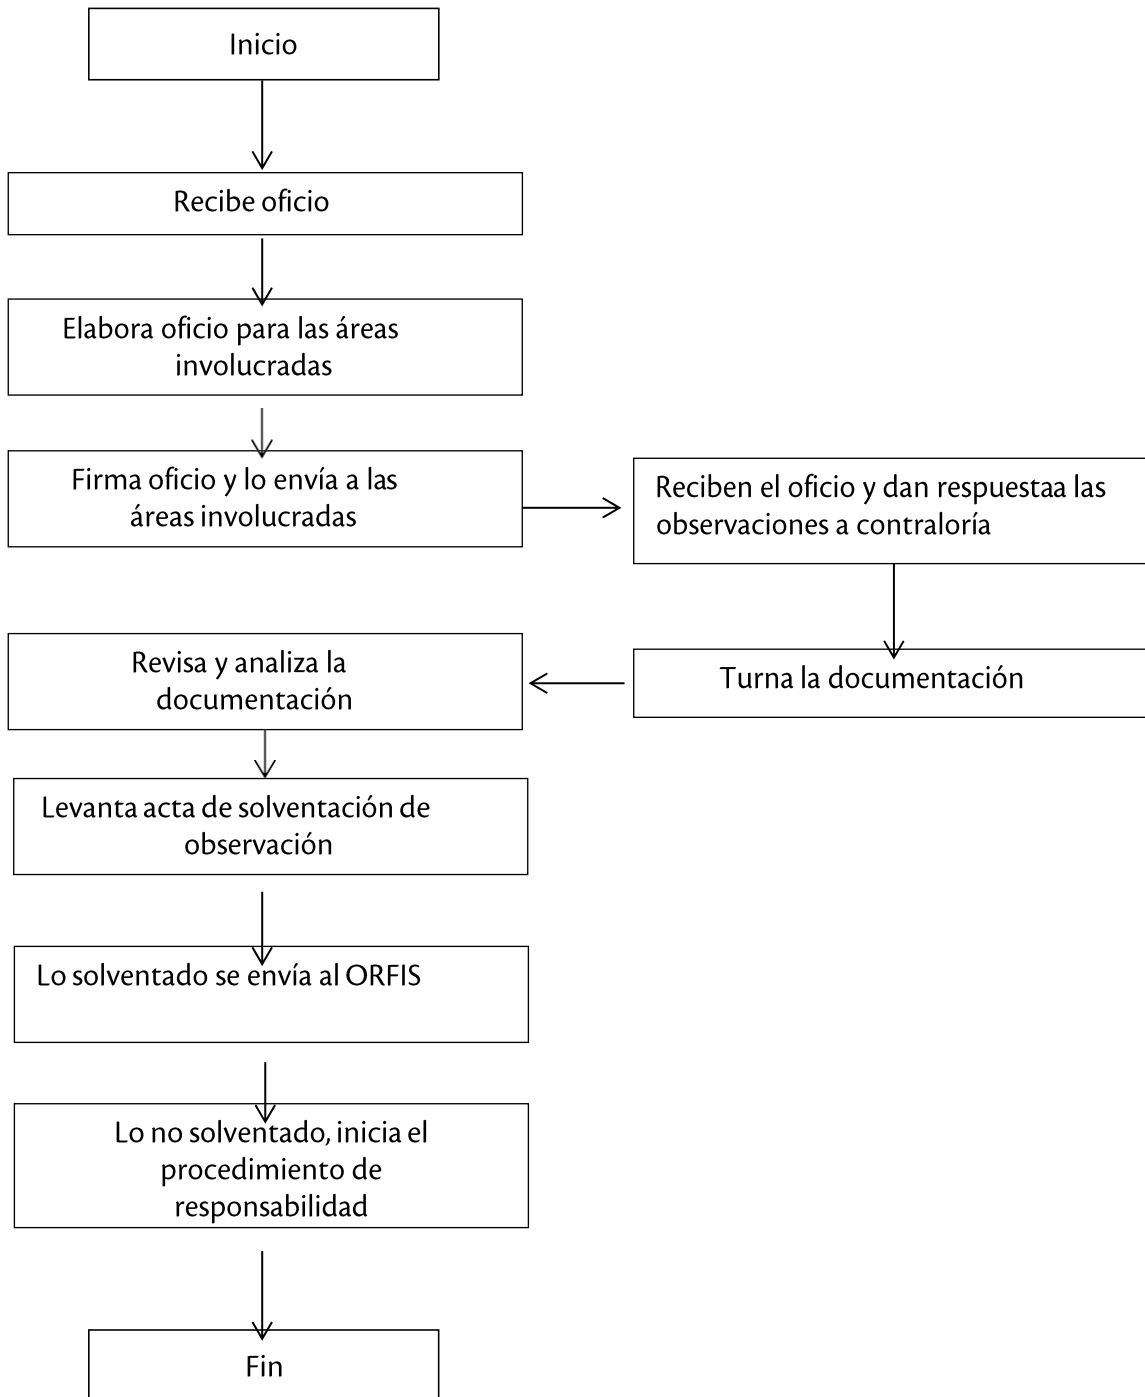 Inicio
Recibe oficio
Elabora oficio para las áreas
involucradas
Firma oficio y lo envía a las
áreas involucradas
Reciben el oficio y dan respuestaa las
observaciones a contraloría
Turna la documentación
Revisa y analiza la
documentación
Levanta acta de solventación de
observación
Lo solventado se envía al ORFIS
Lo no solventado, inicia el
procedimiento de
responsabilidad
Fin